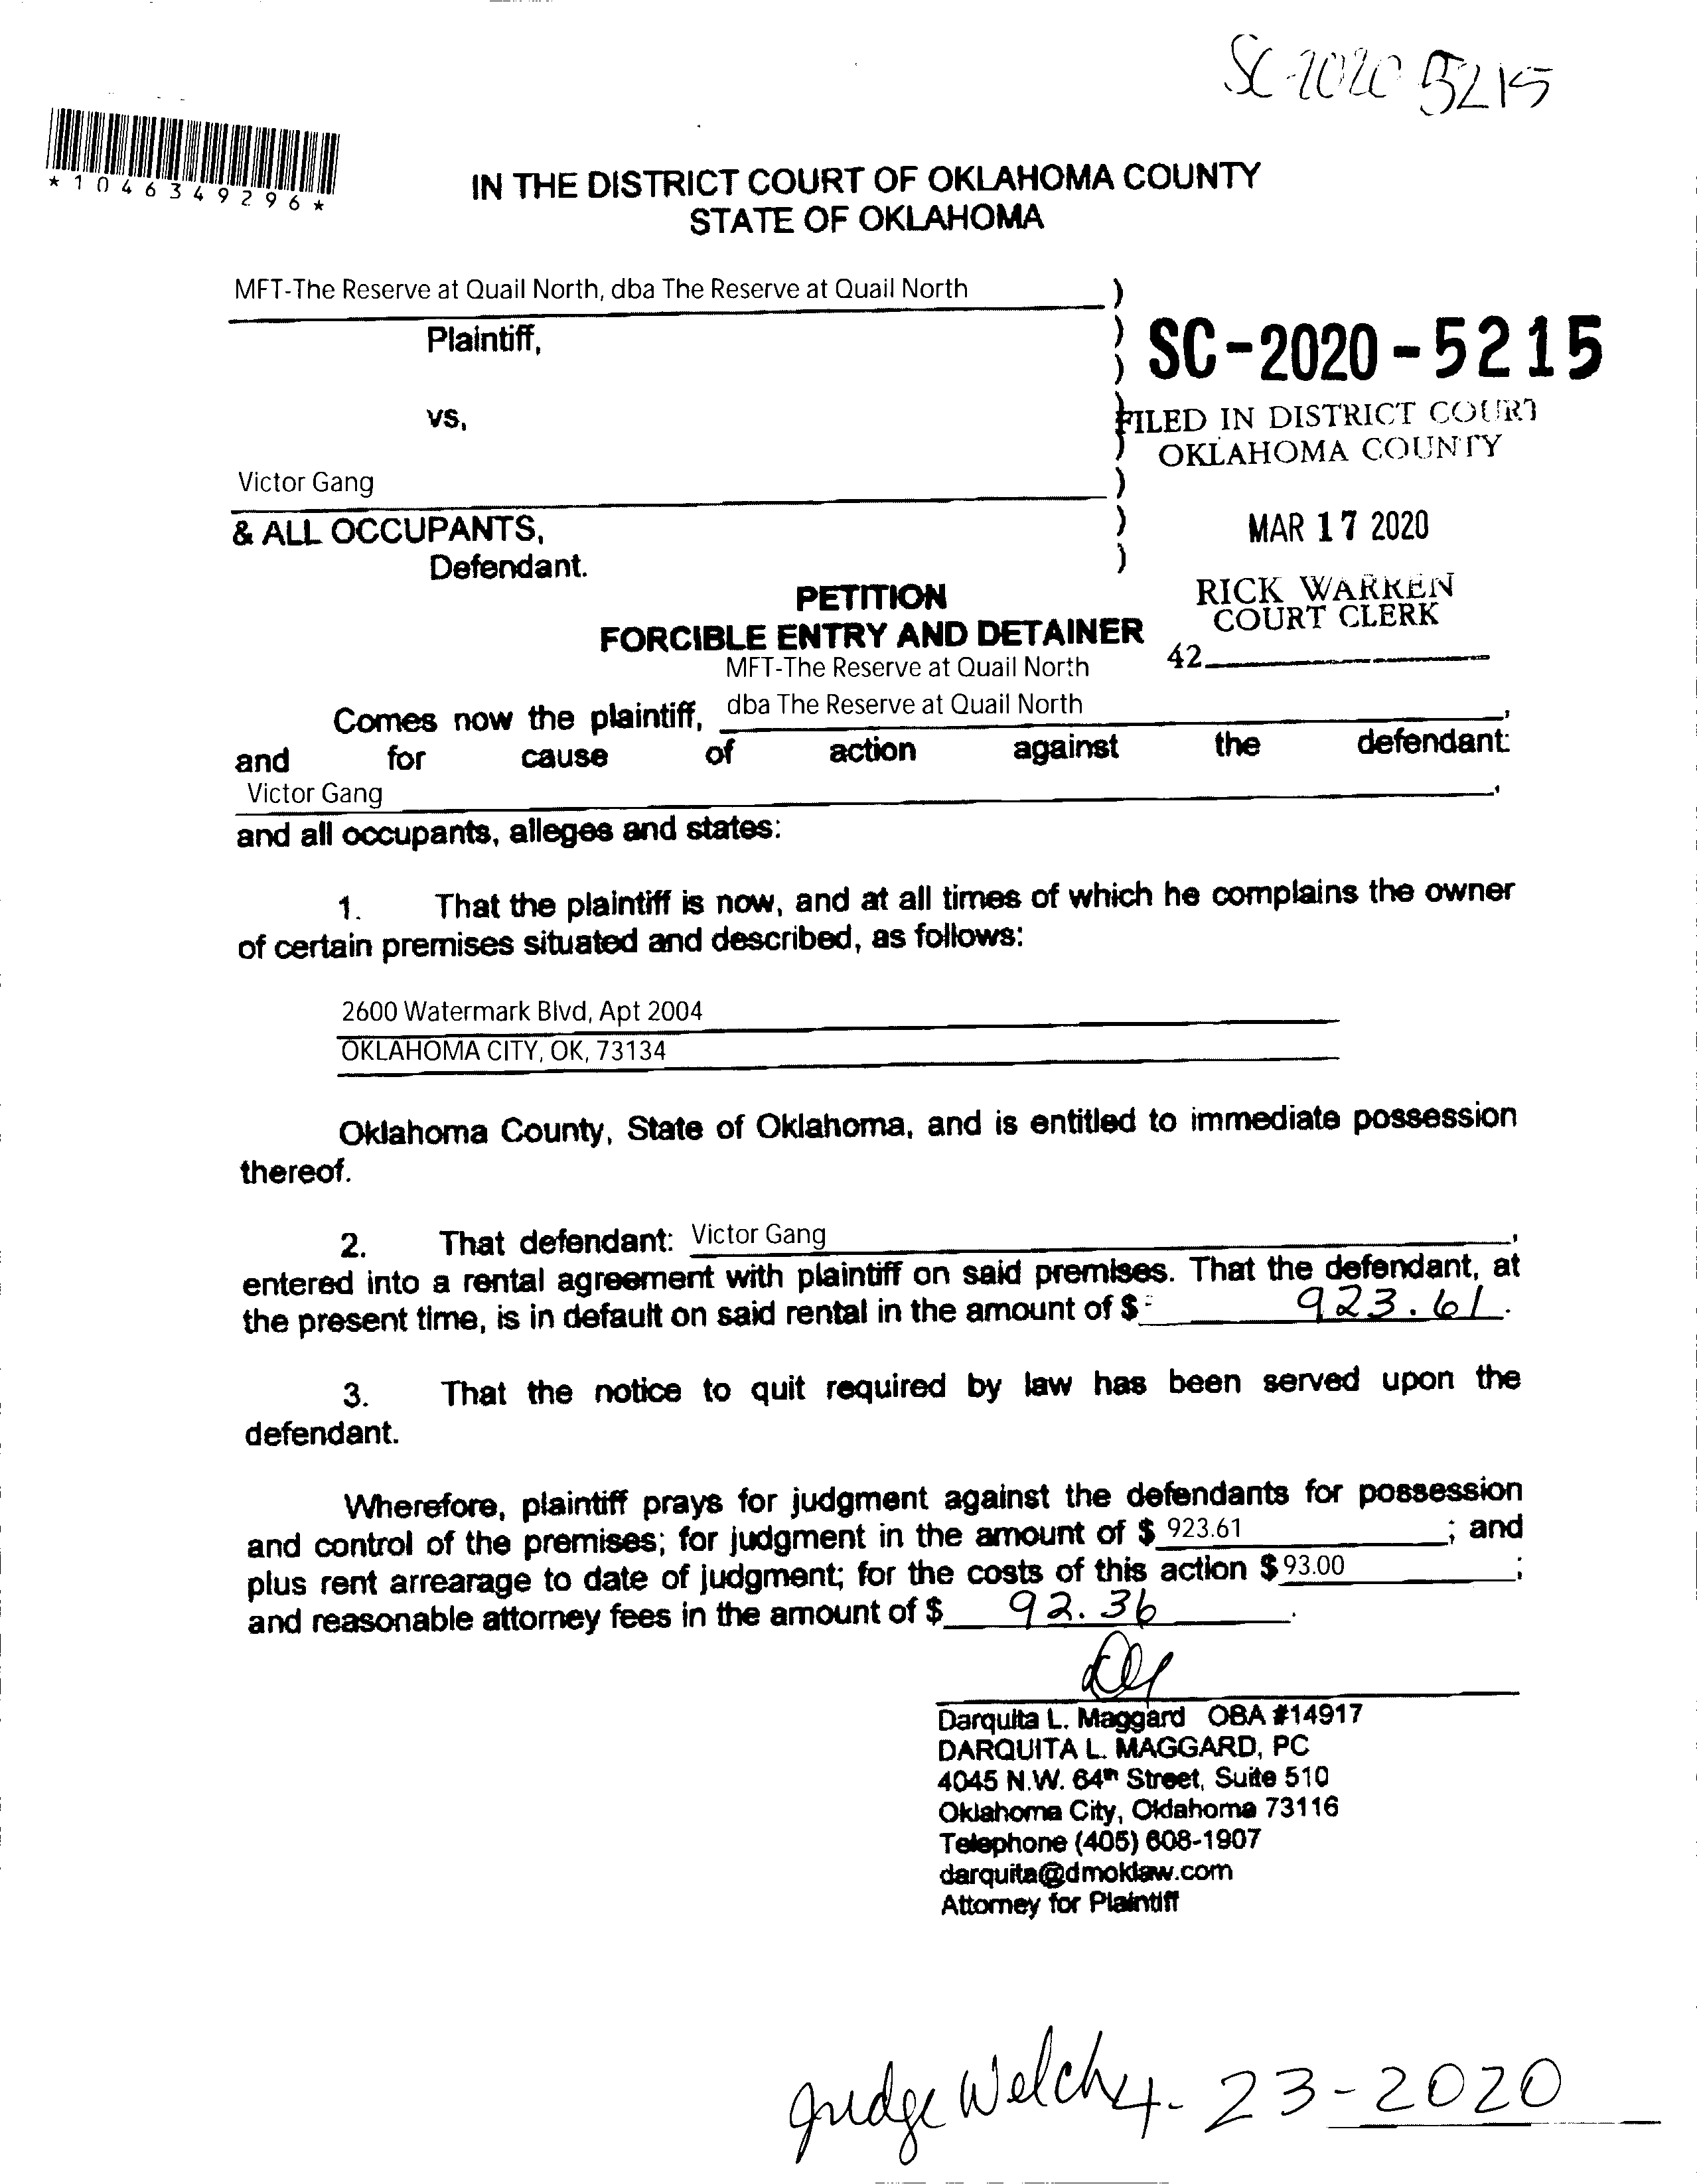 SC-2020 5215
*1046349296*
IN THE DISTRICT COURT OF OKLAHOMA COUNTY
STATE OF OKLAHOMA
MFT-The Reserve at Quail North, dba The Reserve at Quail North )
Plaintiff, )
) SC-2020-5215
vs. )
FILED IN DISTRICT COURT
OKLAHOMA COUNTY
Victor Gang )
& ALL OCCUPANTS, ) MAR 17 2020
Defendant. )
PETITION
RICK WARREN
COURT CLERK
FORCIBLE ENTRY AND DETAINER
42
MFT-The Reserve at Quail North
Comes now the plaintiff, dba The Reserve at Quail North,
and for cause of action against the defendant:
Victor Gang,
and all occupants, alleges and states:
1. That the plaintiff is now, and at all times of which he complains the owner
of certain premises situated and described, as follows:
2600 Watermark Blvd, Apt 2004
OKLAHOMA CITY, OK, 73134
Oklahoma County, State of Oklahoma, and is entitled to immediate possession
thereof.
2. That defendant: Victor Gang,
entered into a rental agreement with plaintiff on said premises. That the defendant, at
the present time, is in default on said rental in the amount of $ 923.61.
3. That the notice to quit required by law has been served upon the
defendant.
Wherefore, plaintiff prays for judgment against the defendants for possession
and control of the premises; for judgment in the amount of $ 923.61; and
plus rent arrearage to date of judgment; for the costs of this action $ 93.00;
and reasonable attorney fees in the amount of $ 92.36.
Darquita L. Maggard OBA #14917
DARQUITA L. MAGGARD, PC
4045 N.W. 64th Street, Suite 510
Oklahoma City, Oklahoma 73116
Telephone (405) 608-1907
darquita@dmoklaw.com
Attorney for Plaintiff
Judge Welch 4-23-2020